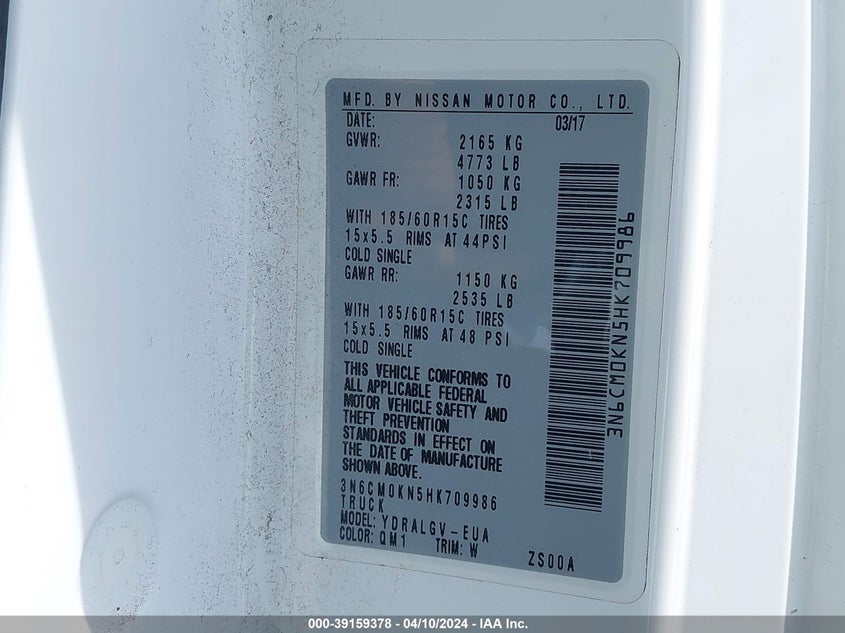 MFD. BY NISSAN MOTOR CO., LTD.
DATE: 03/17
GVWR: 2165 KG
4773 LB
GAWR FR: 1050 KG
2315 LB
WITH 185/60R15C TIRES
15x5.5 RIMS AT 44PSI
COLD SINGLE
GAWR RR: 1150 KG
2535 LB
WITH 185/60R15C TIRES
15x5.5 RIMS AT 48 PSI
COLD SINGLE
THIS VEHICLE CONFORMS TO
ALL APPLICABLE FEDERAL
MOTOR VEHICLE SAFETY AND
THEFT PREVENTION
STANDARDS IN EFFECT ON
THE DATE OF MANUFACTURE
SHOWN ABOVE.
3N6CM0KN5HK709986
TRUCK
MODEL: YDRALGV-EUA
COLOR: QM1 TRIM: W ZS00A
3N6CM0KN5HK709986
000-39159378 - 04/10/2024 - IAA Inc.